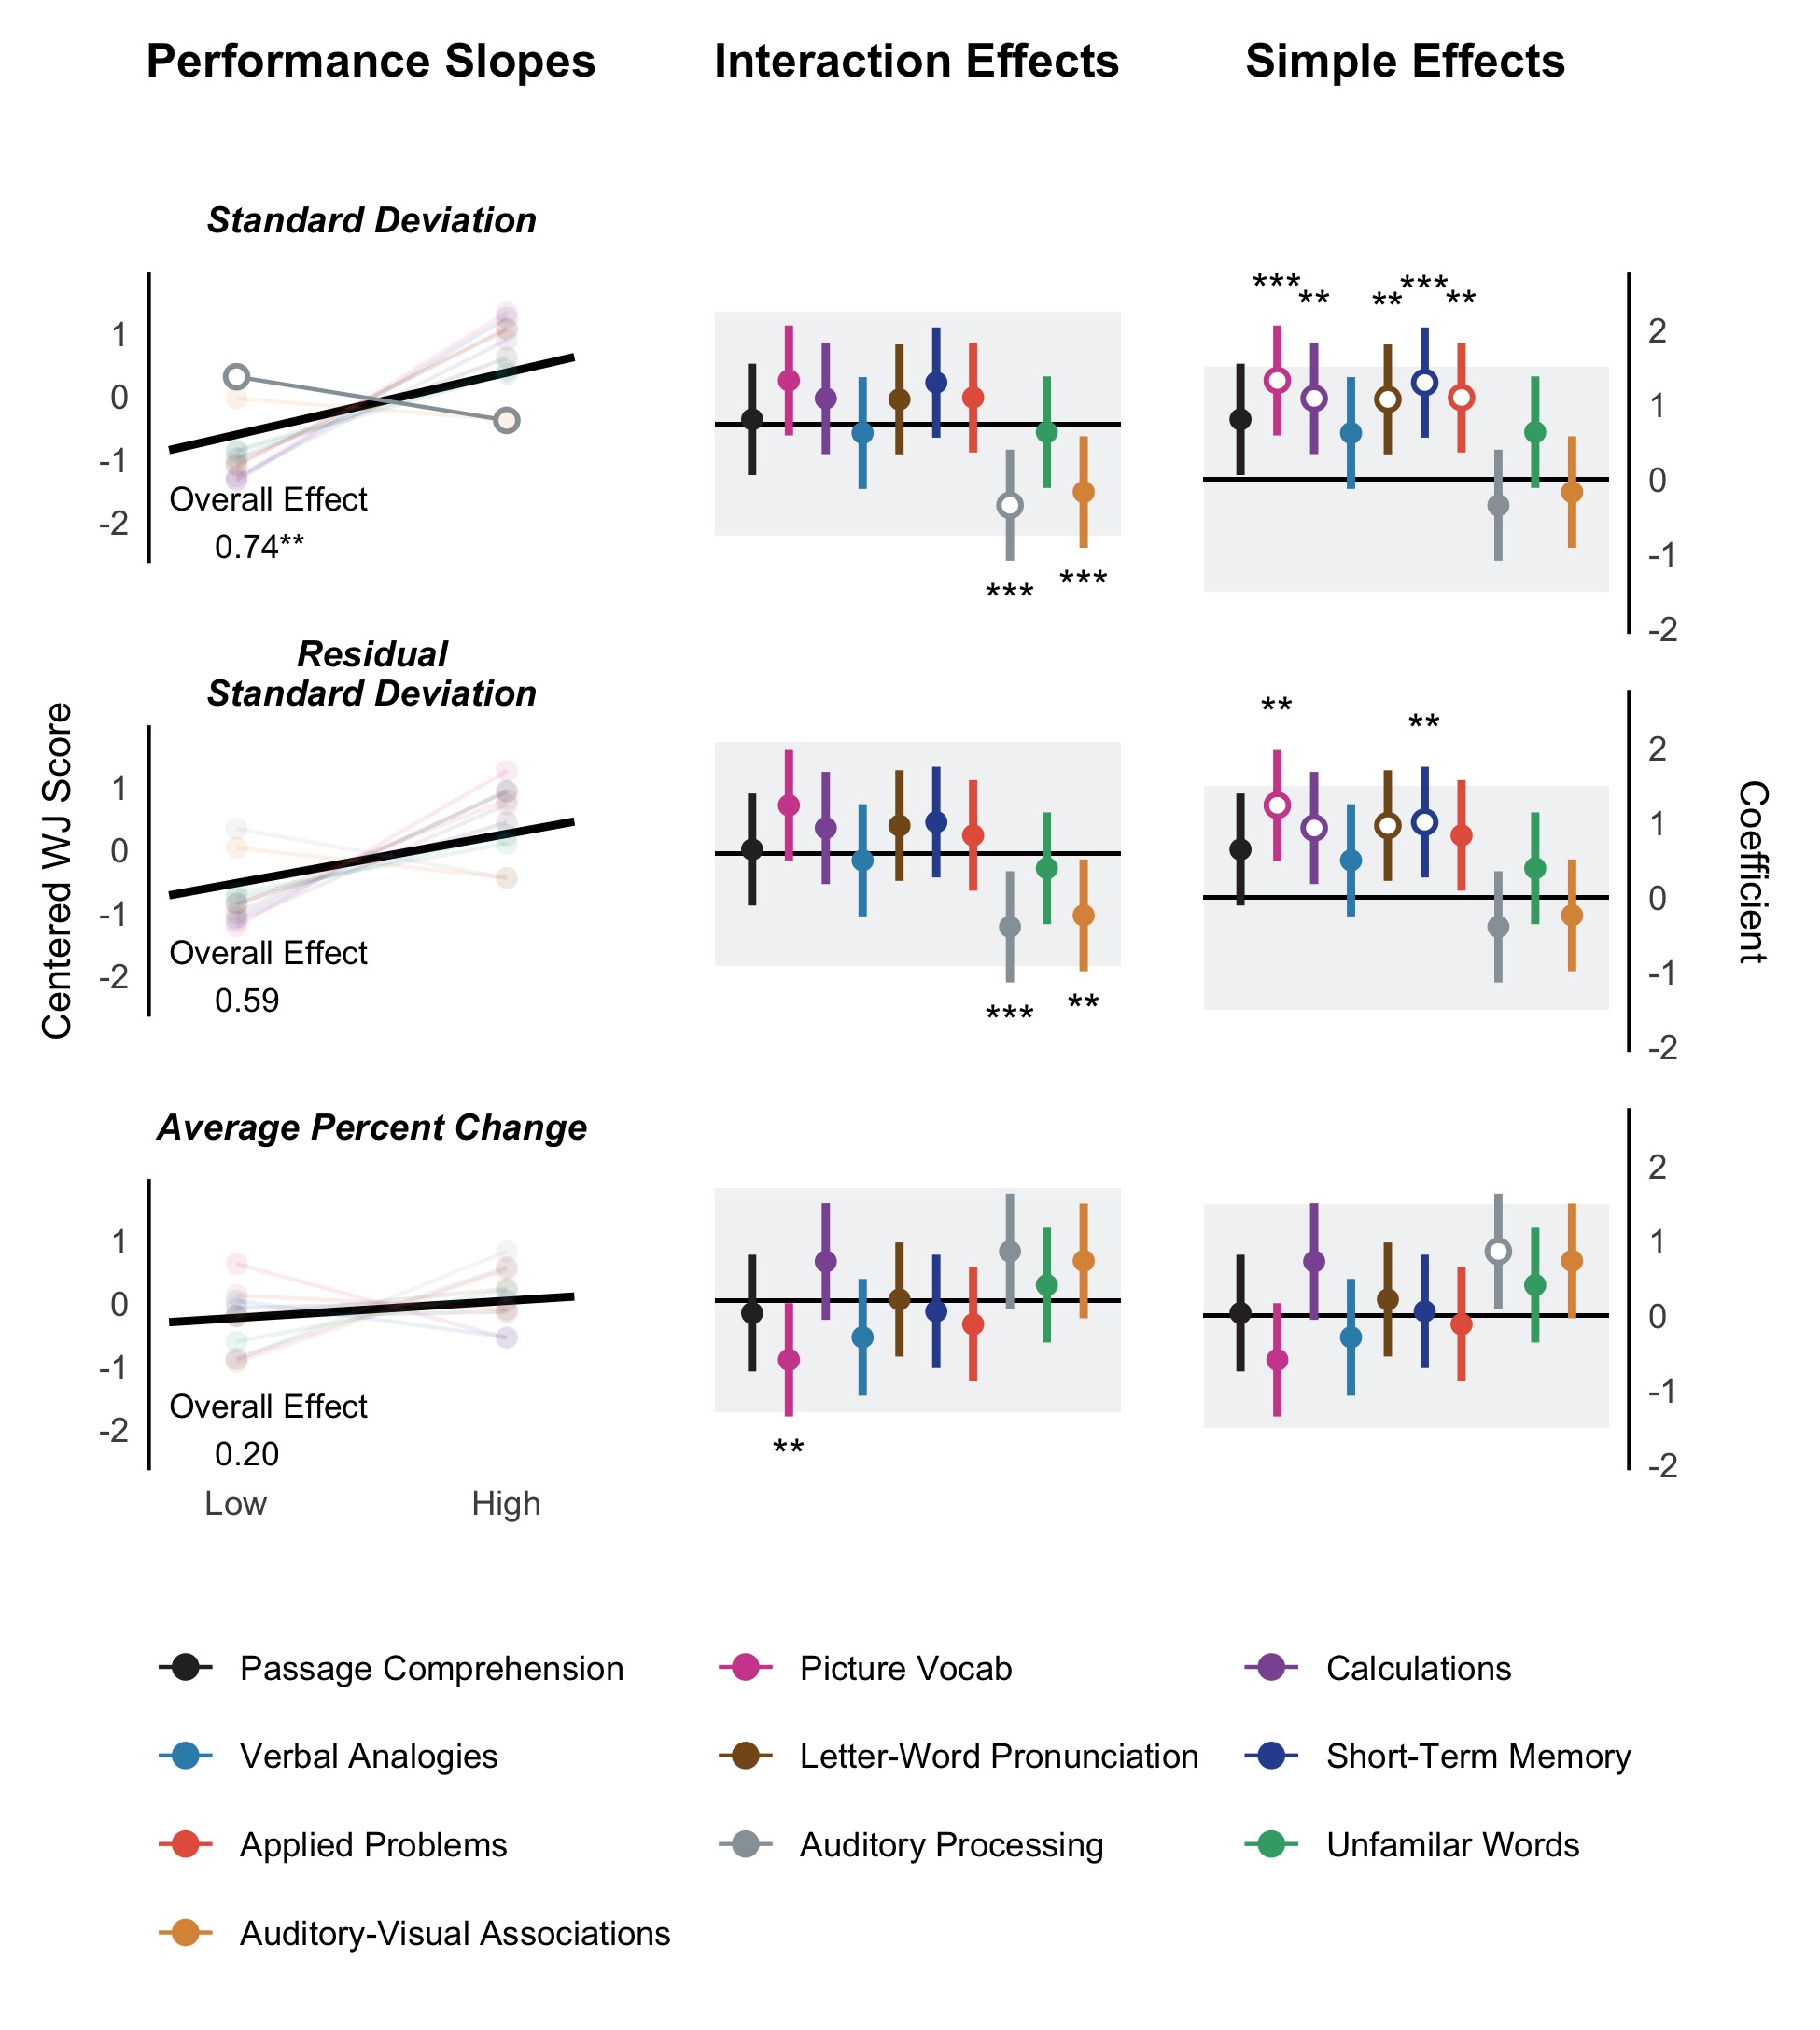 Performance Slopes
Interaction Effects
Simple Effects
Standard Deviation
1
0
-1
-2
Overall Effect
0.74**
***
***
***
**
**
***
**
2
1
0
-1
-2
Residual
Standard Deviation
Centered WJ Score
1
0
-1
-2
Overall Effect
0.59
***
**
**
**
2
1
0
-1
-2
Coefficient
Average Percent Change
1
0
-1
-2
Overall Effect
0.20
Low
High
**
2
1
0
-1
-2
Passage Comprehension
Picture Vocab
Calculations
Verbal Analogies
Letter-Word Pronunciation
Short-Term Memory
Applied Problems
Auditory Processing
Unfamilar Words
Auditory-Visual Associations